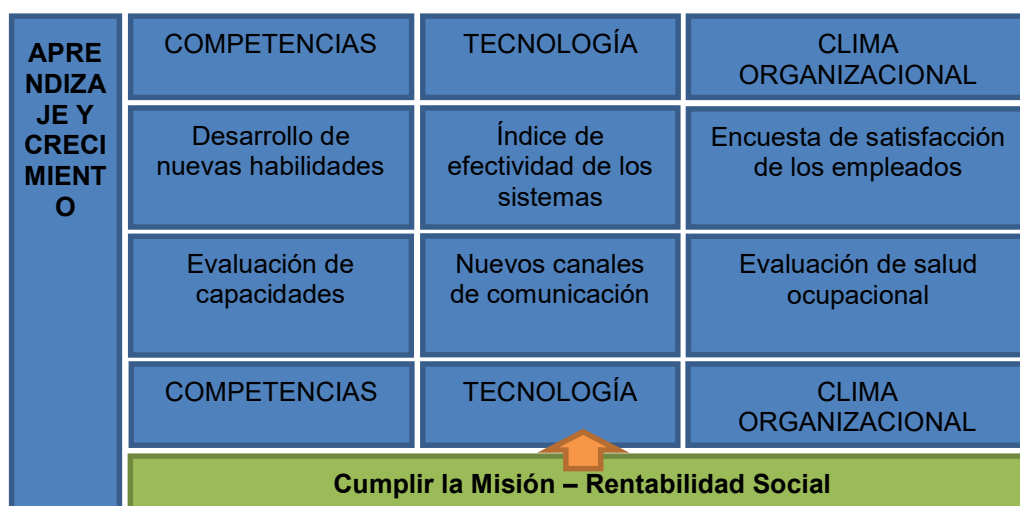 APRE
NDIZA
JE Y
CRECI
MIENT
O
COMPETENCIAS
TECNOLOGÍA
CLIMA
ORGANIZACIONAL
Desarrollo de
nuevas habilidades
Índice de
efectividad de los
sistemas
Encuesta de satisfacción
de los empleados
Evaluación de
capacidades
Nuevos canales
de comunicación
Evaluación de salud
ocupacional
COMPETENCIAS
TECNOLOGÍA
CLIMA
ORGANIZACIONAL
Cumplir la Misión – Rentabilidad Social